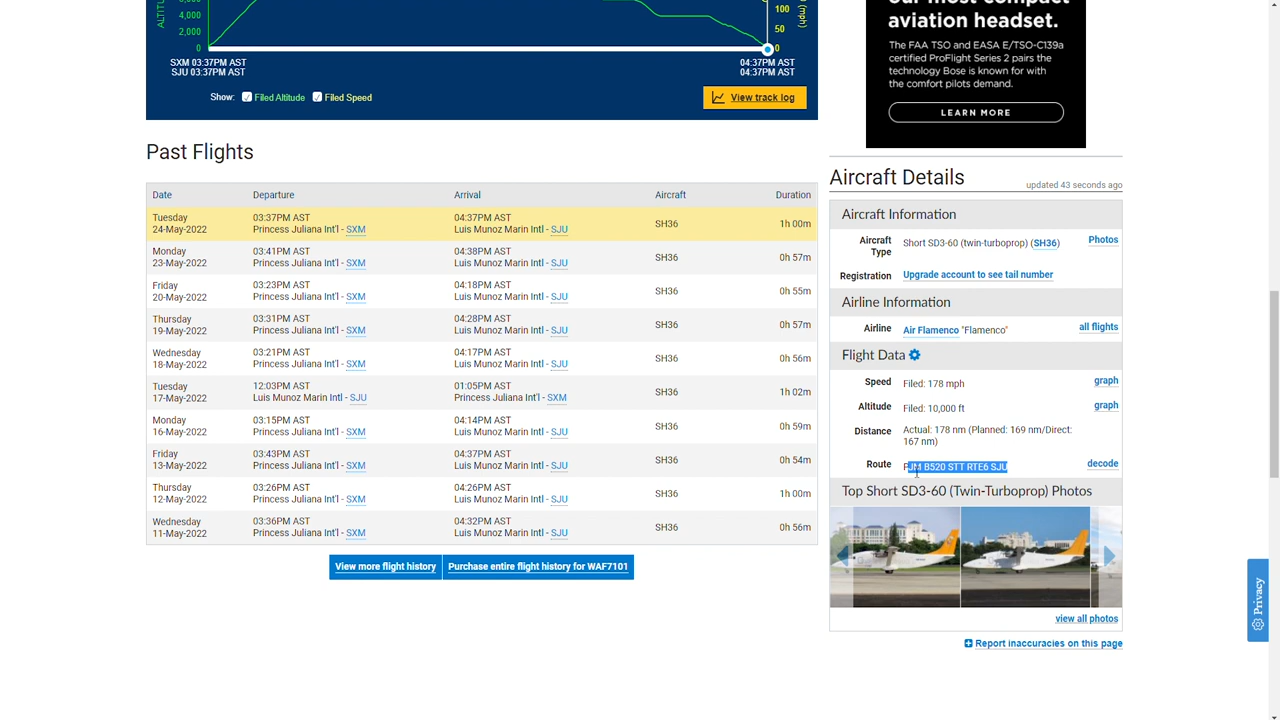 4,000
2,000
0
100
50
0
SXM 03:37PM AST
SJU 03:37PM AST
04:37PM AST
04:37PM AST
Show: Filed Altitude Filed Speed
View track log
aviation headset.
The FAA TSO and EASA E/TSO-C139a
certified ProFlight Series 2 pairs the
technology Bose is known for with
the comfort pilots demand.
LEARN MORE
Past Flights
Date Departure Arrival Aircraft Duration
Tuesday 03:37PM AST 04:37PM AST
24-May-2022 Princess Juliana Int'l - SXM Luis Munoz Marin Intl - SJU SH36 1h 00m
Monday 03:41PM AST 04:38PM AST
23-May-2022 Princess Juliana Int'l - SXM Luis Munoz Marin Intl - SJU SH36 0h 57m
Friday 03:23PM AST 04:18PM AST
20-May-2022 Princess Juliana Int'l - SXM Luis Munoz Marin Intl - SJU SH36 0h 55m
Thursday 03:31PM AST 04:28PM AST
19-May-2022 Princess Juliana Int'l - SXM Luis Munoz Marin Intl - SJU SH36 0h 57m
Wednesday 03:21PM AST 04:17PM AST
18-May-2022 Princess Juliana Int'l - SXM Luis Munoz Marin Intl - SJU SH36 0h 56m
Tuesday 12:03PM AST 01:05PM AST
17-May-2022 Luis Munoz Marin Intl - SJU Princess Juliana Int'l - SXM SH36 1h 02m
Monday 03:15PM AST 04:14PM AST
16-May-2022 Princess Juliana Int'l - SXM Luis Munoz Marin Intl - SJU SH36 0h 59m
Friday 03:43PM AST 04:37PM AST
13-May-2022 Princess Juliana Int'l - SXM Luis Munoz Marin Intl - SJU SH36 0h 54m
Thursday 03:26PM AST 04:26PM AST
12-May-2022 Princess Juliana Int'l - SXM Luis Munoz Marin Intl - SJU SH36 1h 00m
Wednesday 03:36PM AST 04:32PM AST
11-May-2022 Princess Juliana Int'l - SXM Luis Munoz Marin Intl - SJU SH36 0h 56m
View more flight history Purchase entire flight history for WAF7101
Aircraft Details updated 43 seconds ago
Aircraft Information
Aircraft Type Short SD3-60 (twin-turboprop) (SH36) Photos
Registration Upgrade account to see tail number
Airline Information
Airline Air Flamenco "Flamenco" all flights
Flight Data
Speed Filed: 178 mph graph
Altitude Filed: 10,000 ft graph
Distance Actual: 178 nm (Planned: 169 nm/Direct:
167 nm)
Route PJM B520 STT RTE6 SJU decode
Top Short SD3-60 (Twin-Turboprop) Photos
view all photos
Report inaccuracies on this page
Privacy